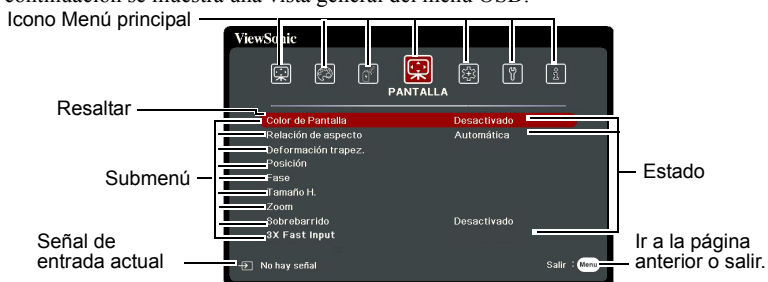 continuación se muestra una vista general del menú OSD.
Icono Menú principal
ViewSonic
PANTALLA
Resaltar
Color de Pantalla Desactivado
Relación de aspecto Automática
Deformación trapez.
Posición
Fase
Tamaño H.
Zoom
Sobrebarrido Desactivado
3X Fast Input
Submenú
Estado
Señal de
entrada actual
No hay señal
Salir : Menu
Ir a la página
anterior o salir.